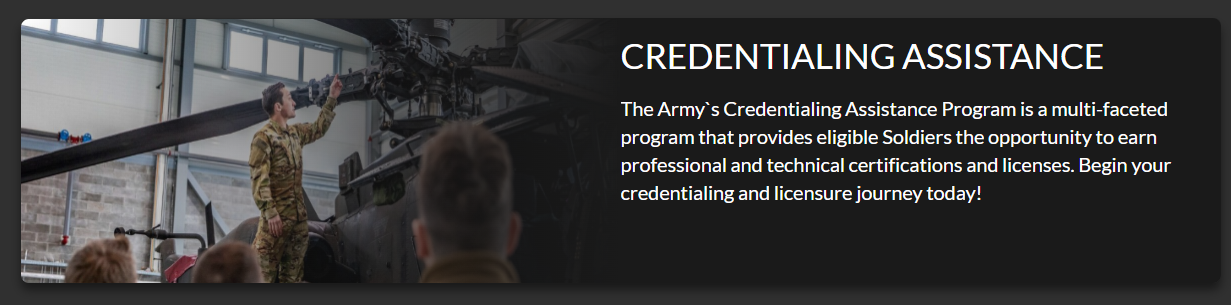 CREDENTIALING ASSISTANCE
The Army`s Credentialing Assistance Program is a multi-faceted
program that provides eligible Soldiers the opportunity to earn
professional and technical certifications and licenses. Begin your
credentialing and licensure journey today!